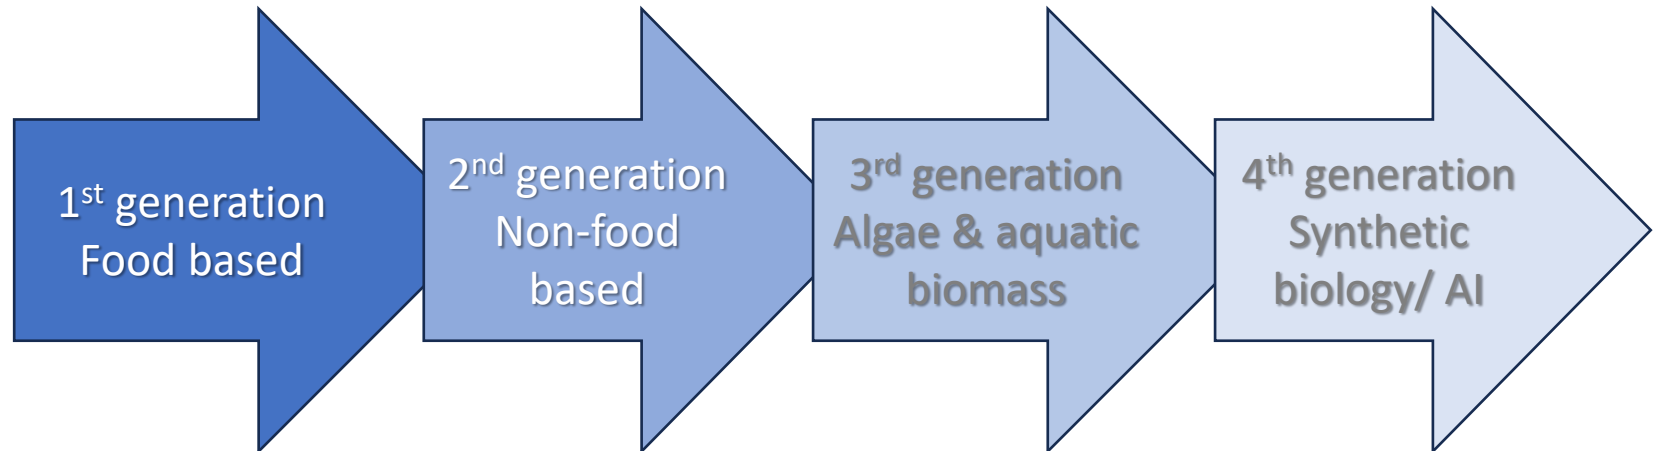 1st generation
Food based
2nd generation
Non-food
based
3rd generation
Algae & aquatic
biomass
4th generation
Synthetic
biology/ AI